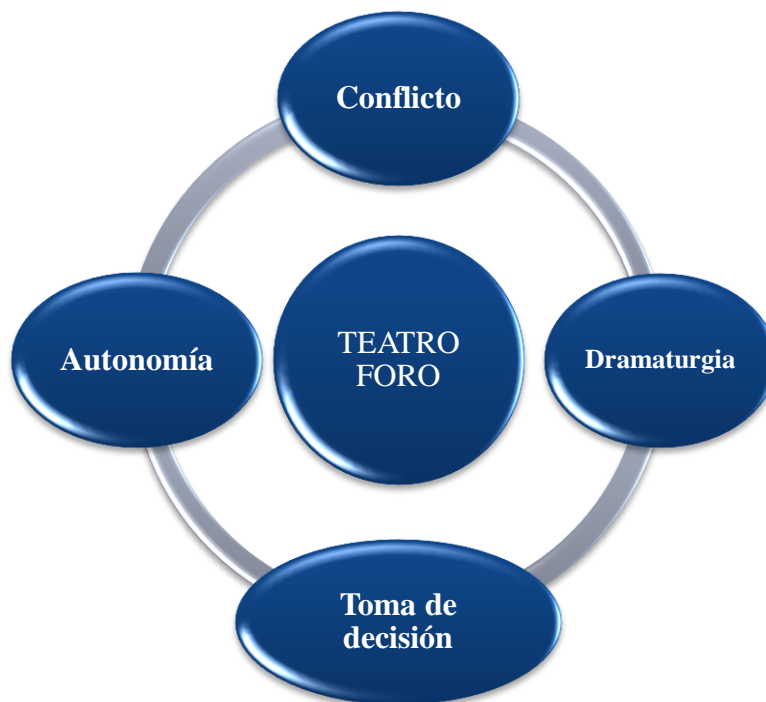 Conflicto
Autonomía
TEATRO
FORO
Dramaturgia
Toma de
decisión